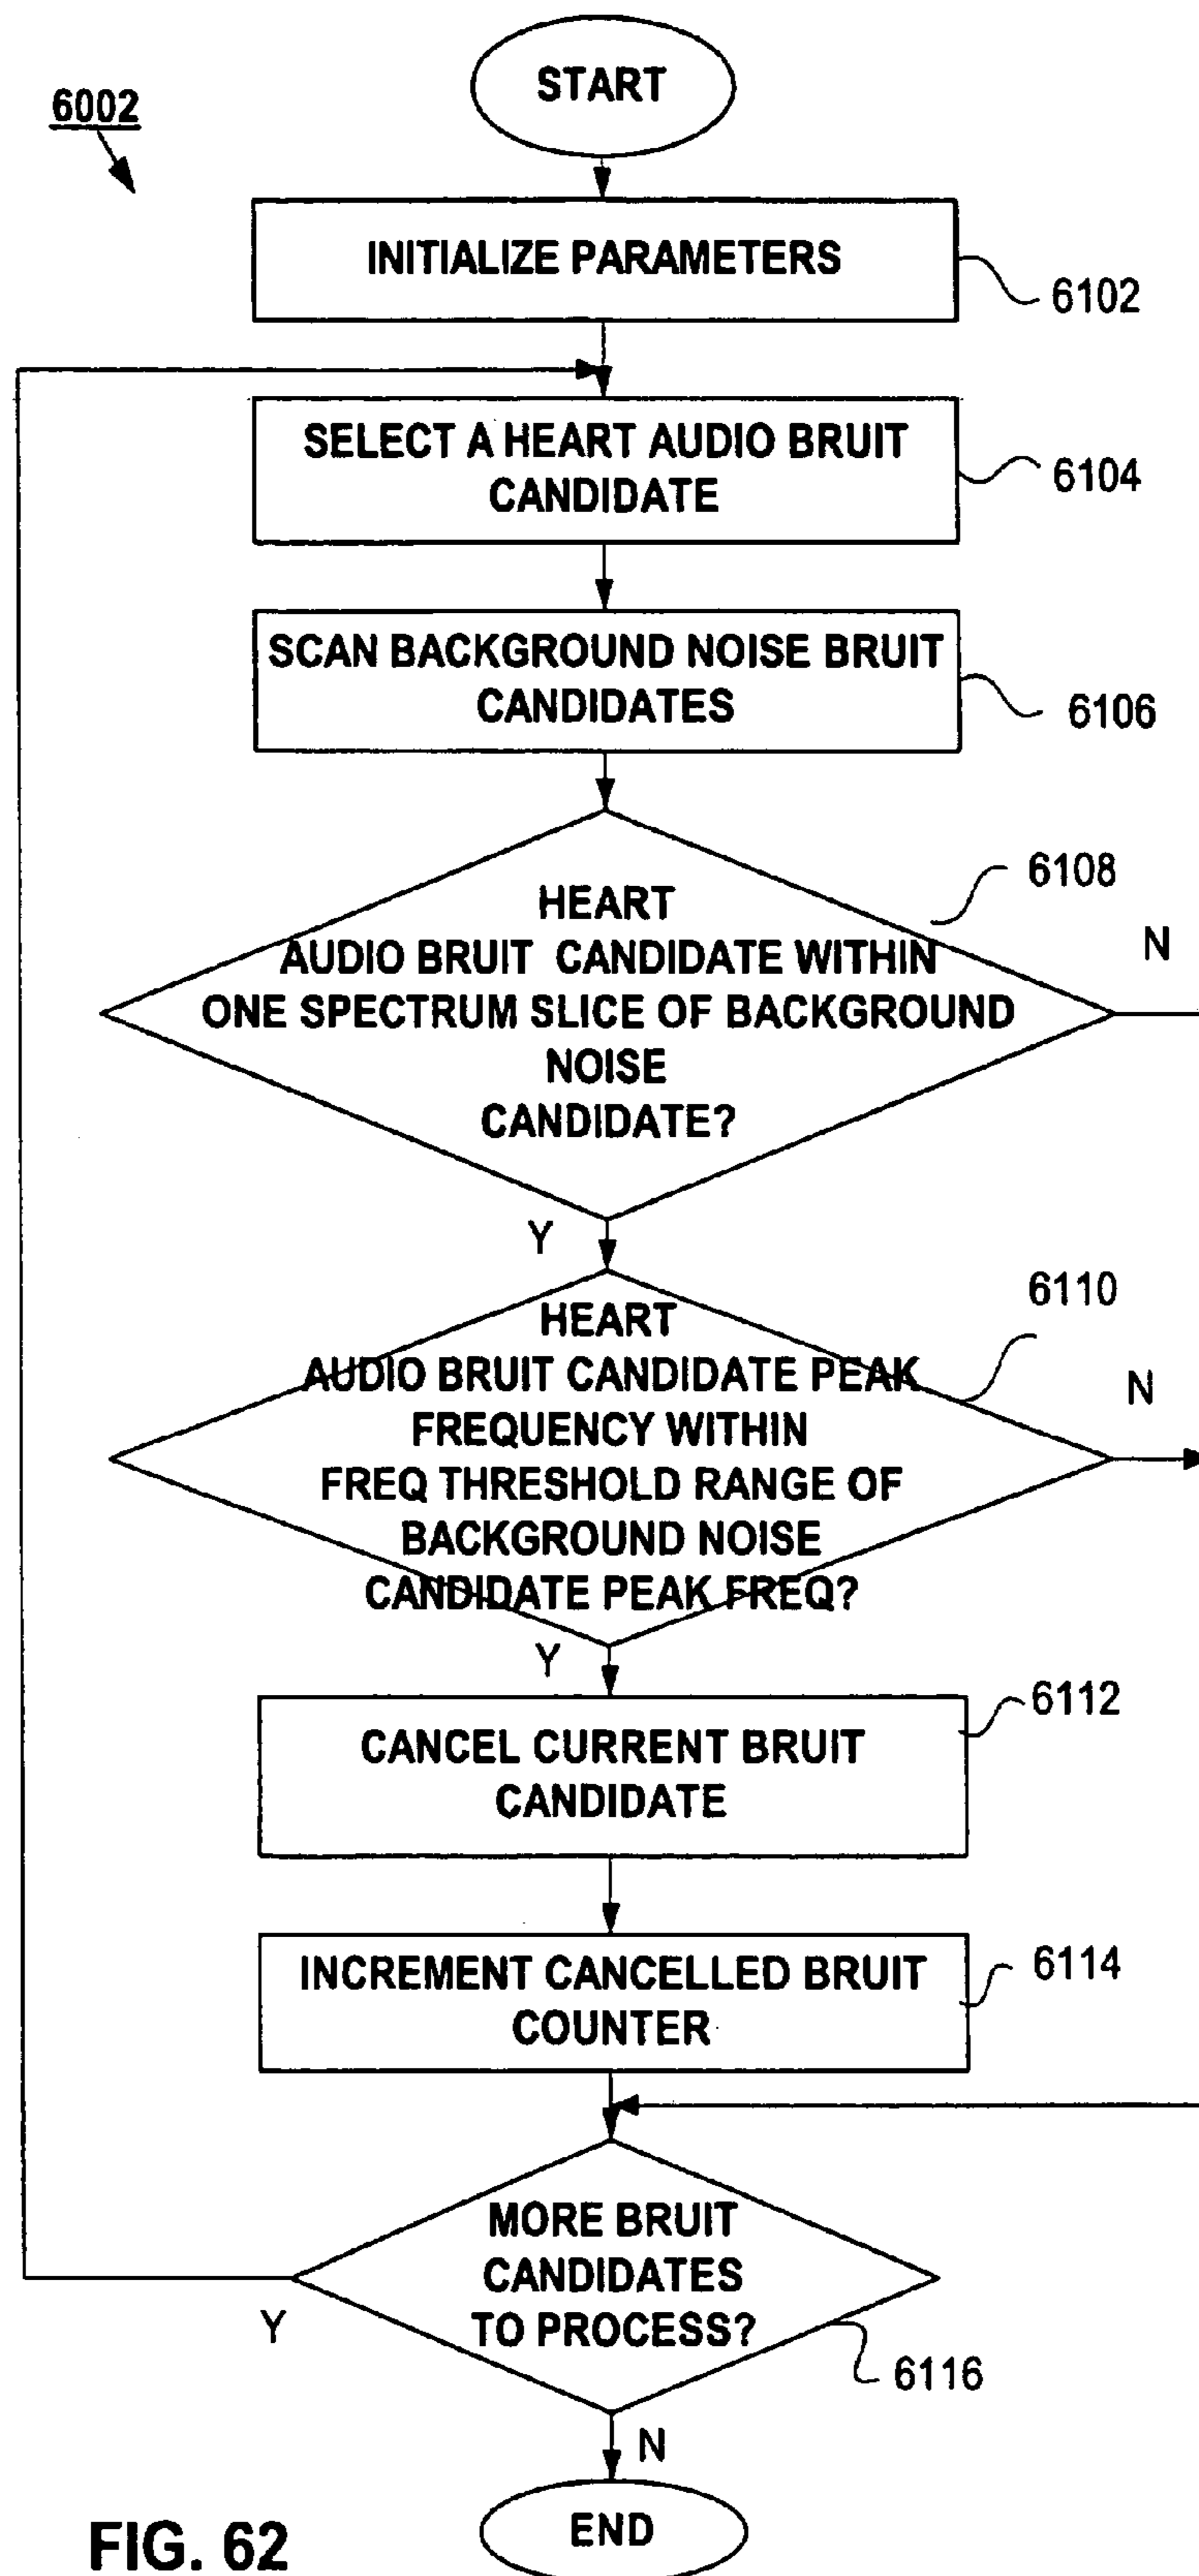 START
6002
INITIALIZE PARAMETERS
6102
SELECT A HEART AUDIO BRUIT
CANDIDATE
6104
SCAN BACKGROUND NOISE BRUIT
CANDIDATES
6106
HEART
AUDIO BRUIT CANDIDATE WITHIN
ONE SPECTRUM SLICE OF BACKGROUND
NOISE
CANDIDATE?
6108
N
Y
HEART
AUDIO BRUIT CANDIDATE PEAK
FREQUENCY WITHIN
FREQ THRESHOLD RANGE OF
BACKGROUND NOISE
CANDIDATE PEAK FREQ?
6110
N
Y
CANCEL CURRENT BRUIT
CANDIDATE
6112
INCREMENT CANCELLED BRUIT
COUNTER
6114
MORE BRUIT
CANDIDATES
TO PROCESS?
Y
6116
N
END
FIG. 62